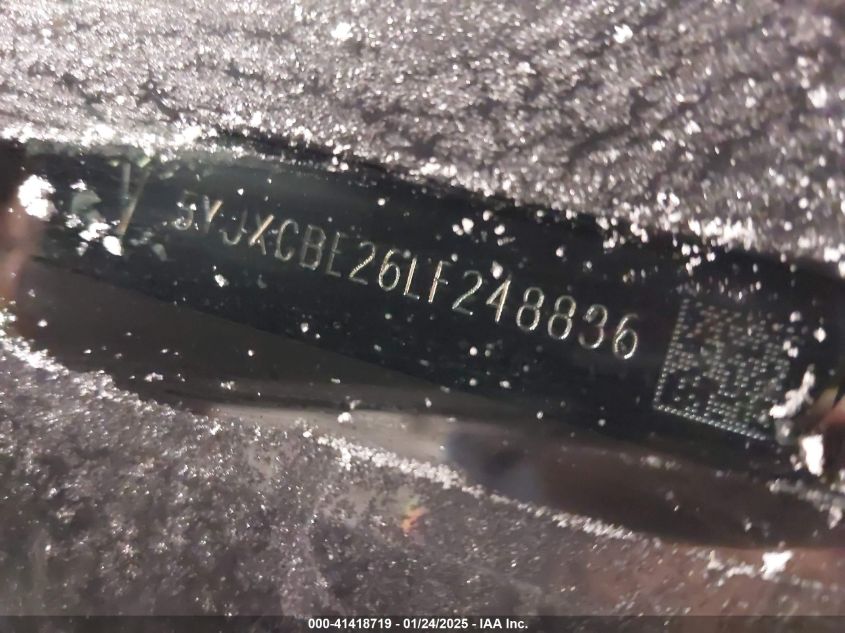 5YJXCBE26LF248836
000-41418719 | 01/24/2025 - IAA Inc.